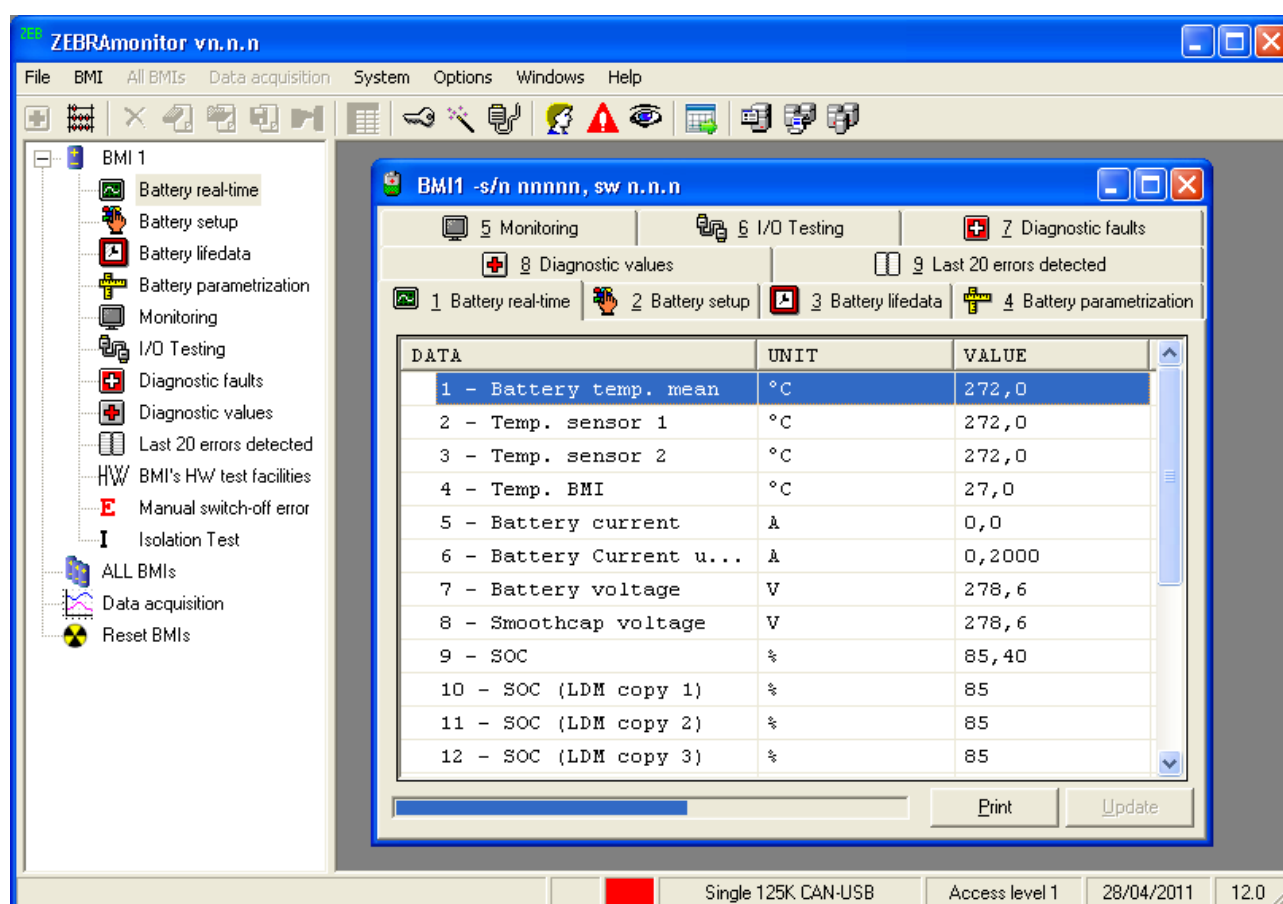 ZEB ZEBRAmonitor vn.n.n
File BMI All BMIs Data acquisition System Options Windows Help
BMI 1
Battery real-time
Battery setup
Battery lifedata
Battery parametrization
Monitoring
I/O Testing
Diagnostic faults
Diagnostic values
Last 20 errors detected
HW BMI's HW test facilities
E Manual switch-off error
I Isolation Test
ALL BMIs
Data acquisition
Reset BMIs
BMI1 -s/n nnnnn, sw n.n.n
5 Monitoring 6 I/O Testing 7 Diagnostic faults
8 Diagnostic values 9 Last 20 errors detected
1 Battery real-time 2 Battery setup 3 Battery lifedata 4 Battery parametrization
DATA UNIT VALUE
1 - Battery temp. mean °C 272,0
2 - Temp. sensor 1 °C 272,0
3 - Temp. sensor 2 °C 272,0
4 - Temp. BMI °C 27,0
5 - Battery current A 0,0
6 - Battery Current u... A 0,2000
7 - Battery voltage V 278,6
8 - Smoothcap voltage V 278,6
9 - SOC % 85,40
10 - SOC (LDM copy 1) % 85
11 - SOC (LDM copy 2) % 85
12 - SOC (LDM copy 3) % 85
Print Update
Single 125K CAN-USB Access level 1 28/04/2011 12.0